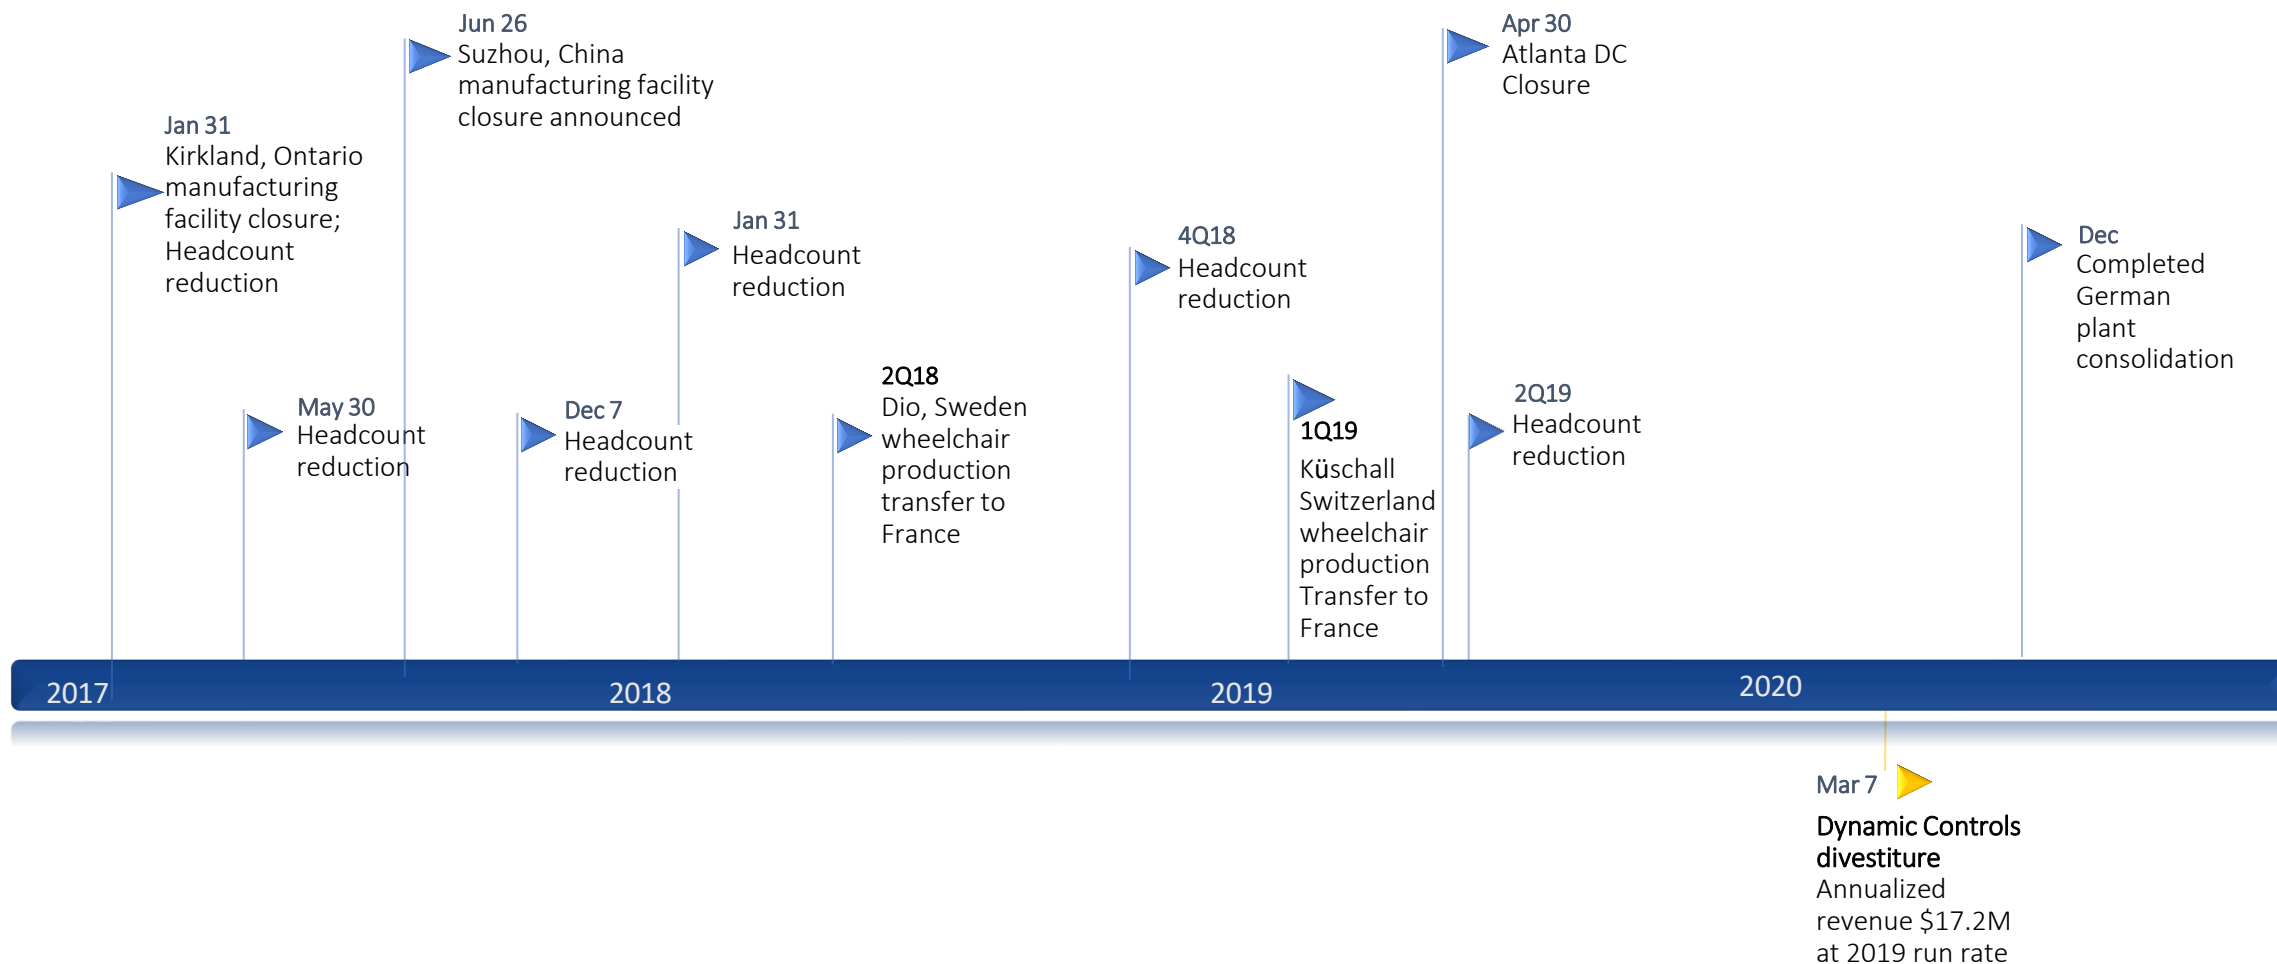 Jan 31
Kirkland, Ontario
manufacturing
facility closure;
Headcount
reduction
May 30
Headcount
reduction
Jun 26
Suzhou, China
manufacturing facility
closure announced
Dec 7
Headcount
reduction
Jan 31
Headcount
reduction
2Q18
Dio, Sweden
wheelchair
production
transfer to
France
4Q18
Headcount
reduction
1Q19
Küschall
Switzerland
wheelchair
production
Transfer to
France
Apr 30
Atlanta DC
Closure
2Q19
Headcount
reduction
Dec
Completed
German
plant
consolidation
2017
2018
2019
2020
Mar 7
Dynamic Controls
divestiture
Annualized
revenue $17.2M
at 2019 run rate